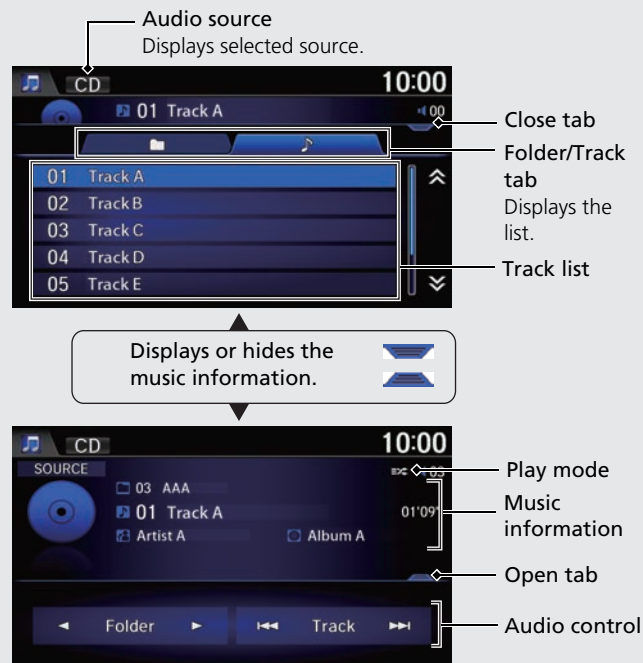 Audio source
Displays selected source.
CD
10:00
01 Track A
00
Close tab
Folder/Track
tab
Displays the
list.
01 Track A
02 Track B
03 Track C
04 Track D
05 Track E
Track list
Displays or hides the
music information.
CD
10:00
SOURCE
03
Play mode
03 AAA
01 Track A
01'09"
Music
information
Artist A
Album A
Open tab
Folder
Track
Audio control